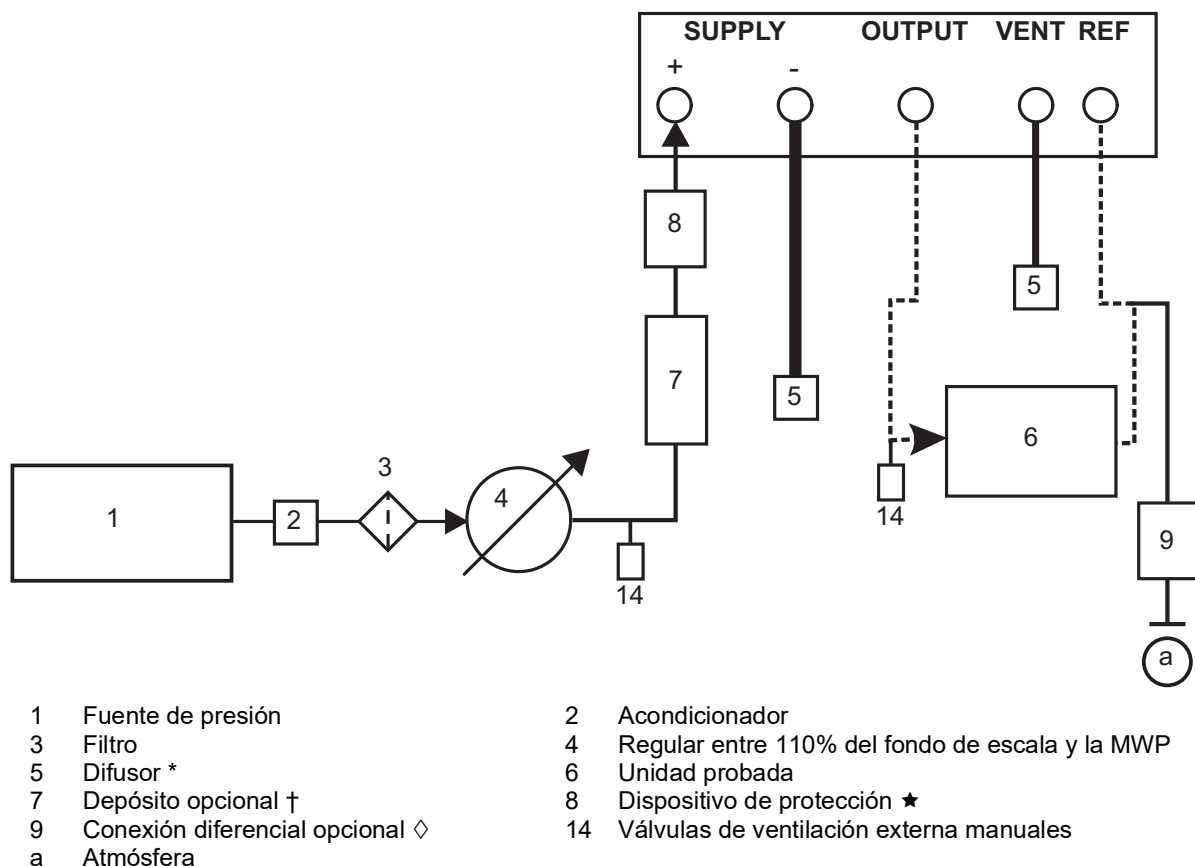 SUPPLY OUTPUT VENT REF
+ -
8
5
7
5
6
3
1 2 4
14
14
9
a
1 Fuente de presión 2 Acondicionador
3 Filtro 4 Regular entre 110% del fondo de escala y la MWP
5 Difusor * 6 Unidad probada
7 Depósito opcional † 8 Dispositivo de protección ★
9 Conexión diferencial opcional ◊ 14 Válvulas de ventilación externa manuales
a Atmósfera